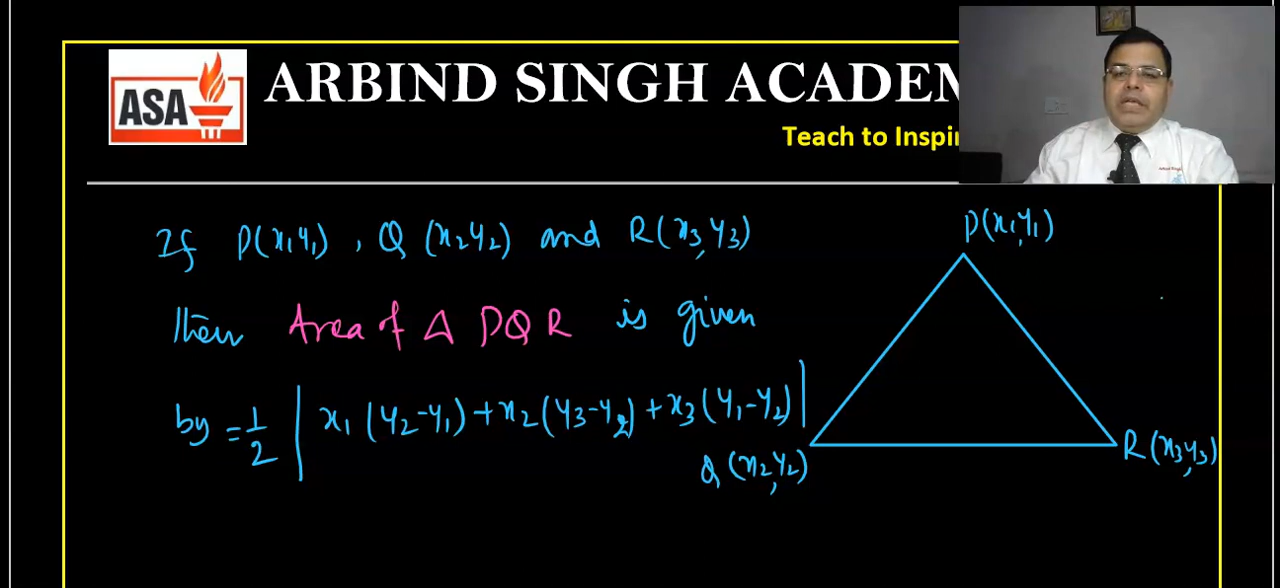 ASA
ARBIND SINGH ACADEM
Teach to Inspi
If P(x₁y₁) , Q (x₂y₂) and R(x₃,y₃)
then Area of Δ PQR is given
by = 1/2 | x₁ (y₂-y₁) + x₂ (y₃-y₂) + x₃ (y₁-y₂) |
P(x₁,y₁)
Q (x₂,y₂)
R (x₃,y₃)